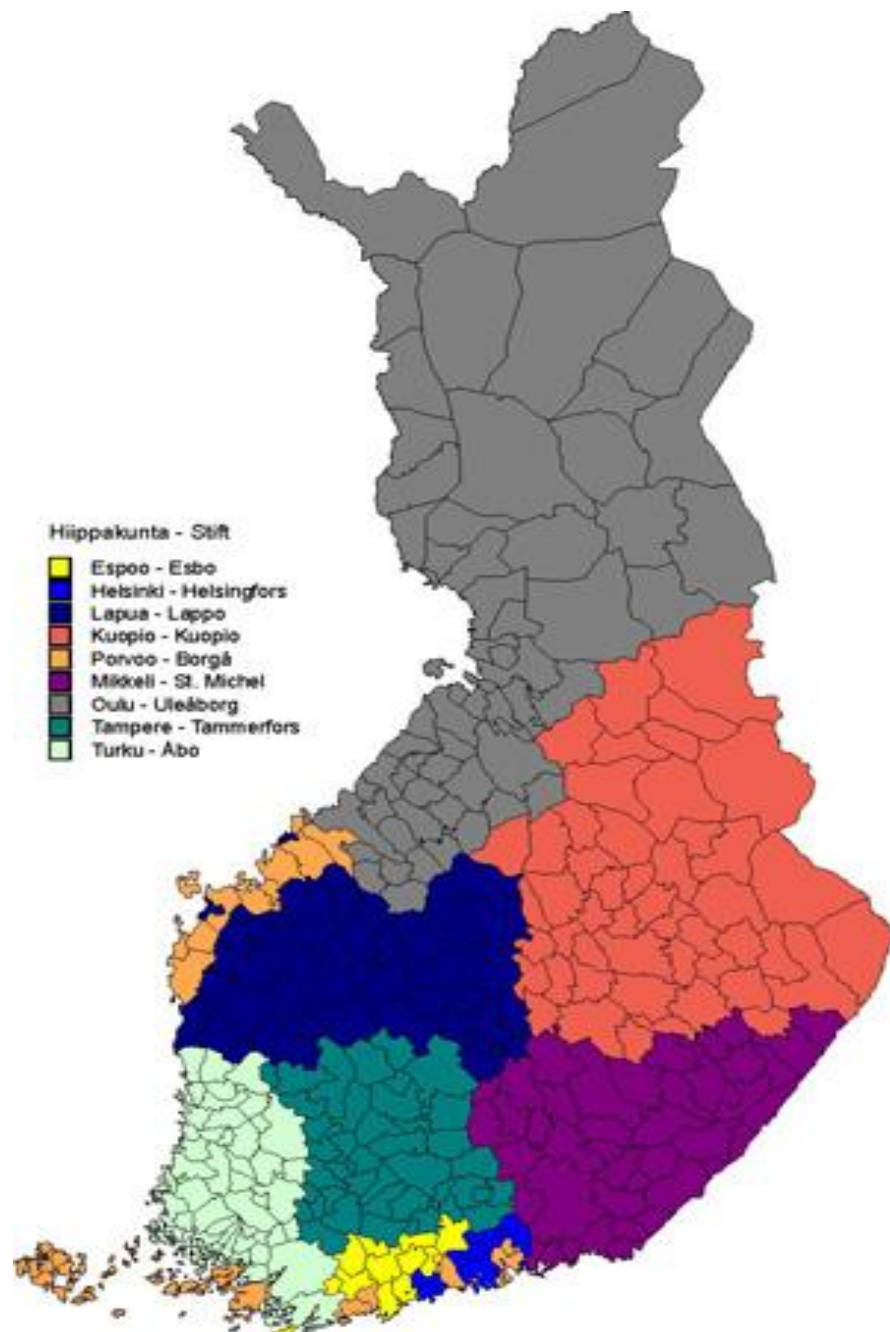 Hiippakunta - Stift
Espoo - Esbo
Helsinki - Helsingfors
Lapua - Lappo
Kuopio - Kuopio
Porvoo - Borgå
Mikkeli - St. Michel
Oulu - Uleåborg
Tampere - Tammerfors
Turku - Åbo